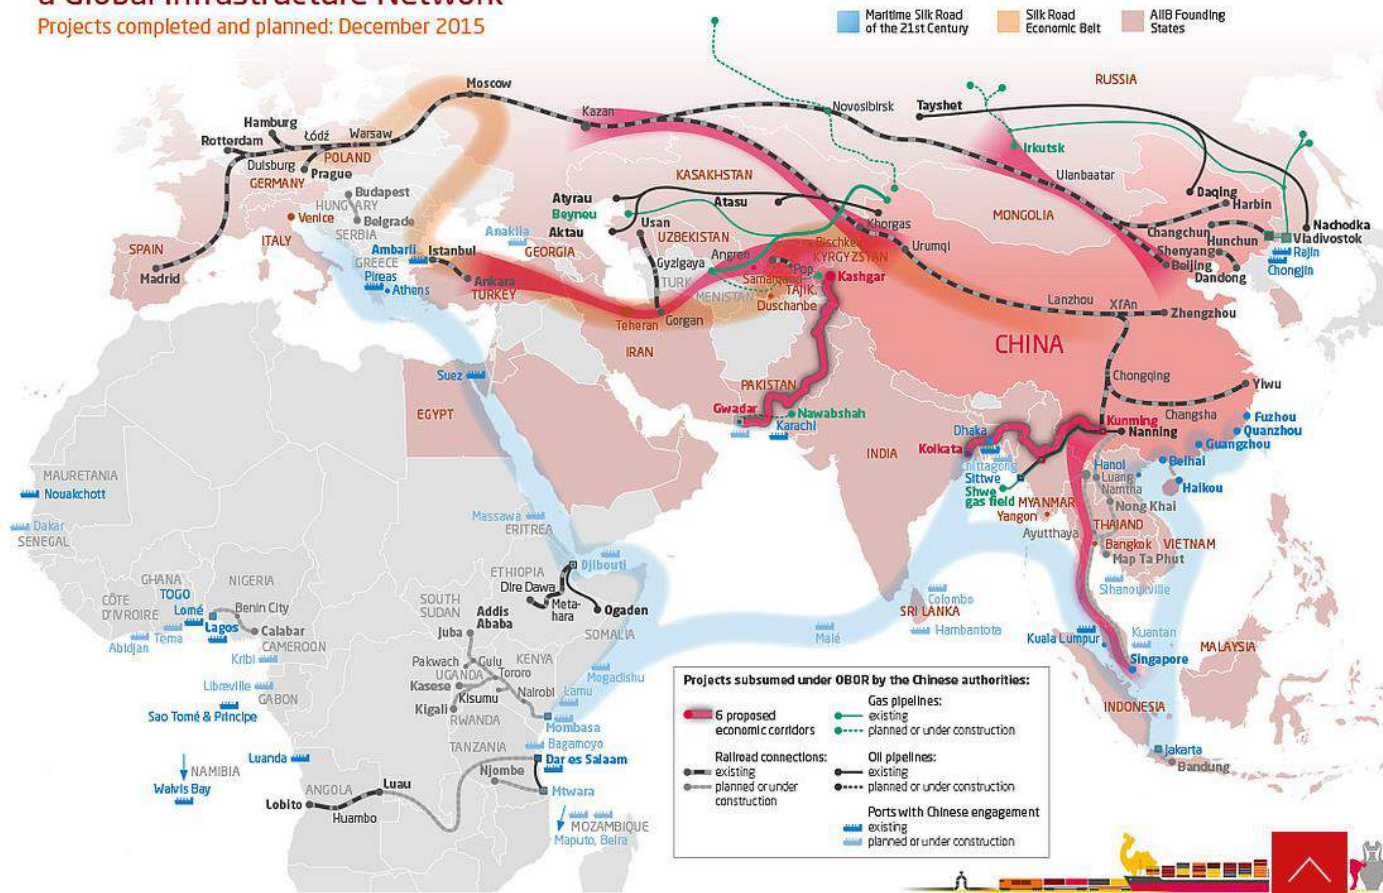 a Global Infrastructure Network
Projects completed and planned: December 2015
Maritime Silk Road
of the 21st Century
Silk Road
Economic Belt
AIIB Founding
States
RUSSIA
Moscow
Kazan
Novosibirsk
Tayshet
Hamburg
Rotterdam
Łódź
Warsaw
Duisburg
POLAND
Prague
GERMANY
Irkutsk
Ulanbaatar
KASAKHSTAN
Budapest
HUNGARY
Belgrade
SERBIA
Venice
ITALY
Atyrau
Beyneu
Aktau
Atasu
Usan
UZBEKISTAN
Khorgas
Urumqi
MONGOLIA
Daqing
Harbin
Changchun
Hunchun
Nachodka
Vladivostok
Shenyang
Rajin
Beijing
Chongjin
Dandong
SPAIN
Madrid
Anaklia
GEORGIA
Ambarli
Istanbul
GREECE
Pireas
Athens
Ankara
TURKEY
Angren
Bischkek
KYRGYZSTAN
Gyzlgaya
TURK
MENISTAN
Samarqand
Pop
TAJIK.
Duschanbe
Kashgar
Teheran
Gorgan
IRAN
Lanzhou
Xi'An
Zhengzhou
CHINA
Suez
EGYPT
PAKISTAN
Gwadar
Nawabshah
Karachi
Chongqing
Yiwu
Changsha
Kunming
Nanning
Fuzhou
Quanzhou
Guangzhou
INDIA
Dhaka
Kolkata
Chittagong
Sittwe
Shwe
gas field
MYANMAR
Yangon
Hanoi
Luang
Namtha
Beihai
Haikou
Nong Khai
THAILAND
Ayutthaya
Bangkok
VIETNAM
Map Ta Phut
Sihanoukville
MAURETANIA
Nouakchott
Dakar
SENEGAL
Massawa
ERITREA
Djibouti
ETHIOPIA
Dire Dawa
Meta-
hara
Ogaden
Addis
Ababa
SOMALIA
SOUTH
SUDAN
GHANA
TOGO
NIGERIA
CÔTE
D'IVROIRE
Lomé
Benin City
Lagos
Tema
Abidjan
Calabar
CAMEROON
Kribi
Libreville
GABON
Sao Tomé & Principe
Juba
Pakwach
Gulu
KENYA
UGANDA
Tororo
Kasese
Kisumu
Nairobi
Lamu
Mogadishu
Kigali
RWANDA
Mombasa
Bagamoyo
TANZANIA
Dar es Salaam
Njombe
Mtwara
Luanda
NAMIBIA
Walvis Bay
ANGOLA
Luau
Lobito
Huambo
MOZAMBIQUE
Maputo, Beira
Colombo
SRI LANKA
Hambantota
Malé
Kuala Lumpur
Kuantan
Singapore
MALAYSIA
INDONESIA
Jakarta
Bandung
Projects subsumed under OBOR by the Chinese authorities:
6 proposed
economic corridors
Railroad connections:
existing
planned or under
construction
Gas pipelines:
existing
planned or under construction
Oil pipelines:
existing
planned or under construction
Ports with Chinese engagement
existing
planned or under construction